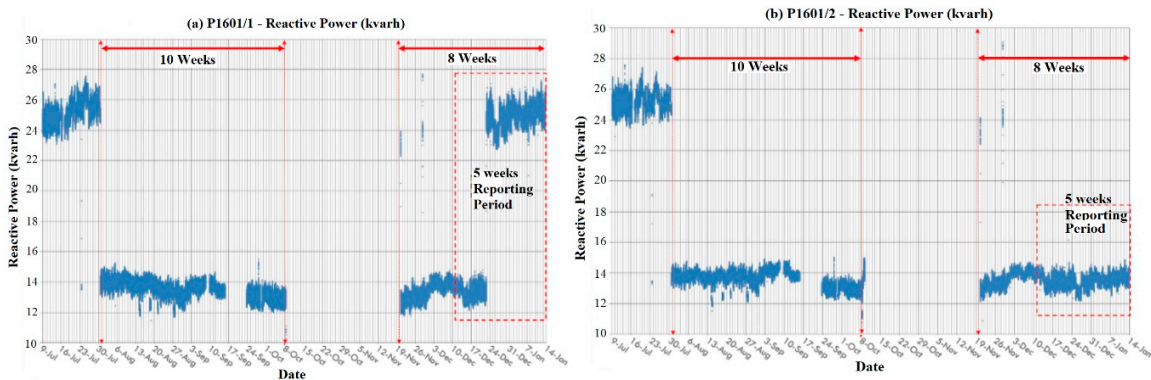 (a) P1601/1 - Reactive Power (kvarh)
30
28
26
24
22
20
18
16
14
12
10
Reactive Power (kvarh)
10 Weeks
8 Weeks
5 weeks
Reporting
Period
9-Jul
16-Jul
23-Jul
30-Jul
6-Aug
13-Aug
20-Aug
27-Aug
3-Sep
10-Sep
17-Sep
24-Sep
1-Oct
8-Oct
15-Oct
22-Oct
29-Oct
5-Nov
12-Nov
19-Nov
26-Nov
3-Dec
10-Dec
17-Dec
24-Dec
31-Dec
7-Jan
14-Jan
Date
(b) P1601/2 - Reactive Power (kvarh)
30
28
26
24
22
20
18
16
14
12
10
Reactive Power (kvarh)
10 Weeks
8 Weeks
5 weeks
Reporting
Period
9-Jul
16-Jul
23-Jul
30-Jul
6-Aug
13-Aug
20-Aug
27-Aug
3-Sep
10-Sep
17-Sep
24-Sep
1-Oct
8-Oct
15-Oct
22-Oct
29-Oct
5-Nov
12-Nov
19-Nov
26-Nov
3-Dec
10-Dec
17-Dec
24-Dec
31-Dec
7-Jan
14-Jan
Date